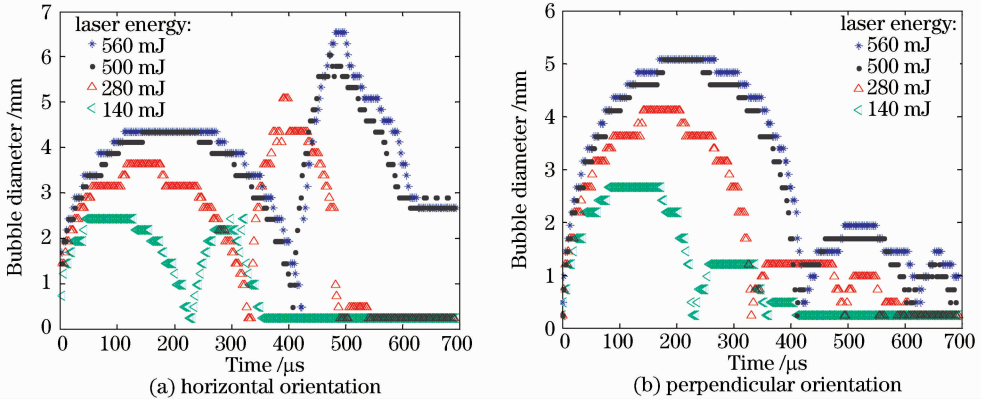 laser energy:
560 mJ
500 mJ
280 mJ
140 mJ
Bubble diameter /mm
7
6
5
4
3
2
1
0
0 100 200 300 400 500 600 700
Time /μs
(a) horizontal orientation
laser energy:
560 mJ
500 mJ
280 mJ
140 mJ
Bubble diameter /mm
6
5
4
3
2
1
0
0 100 200 300 400 500 600 700
Time /μs
(b) perpendicular orientation